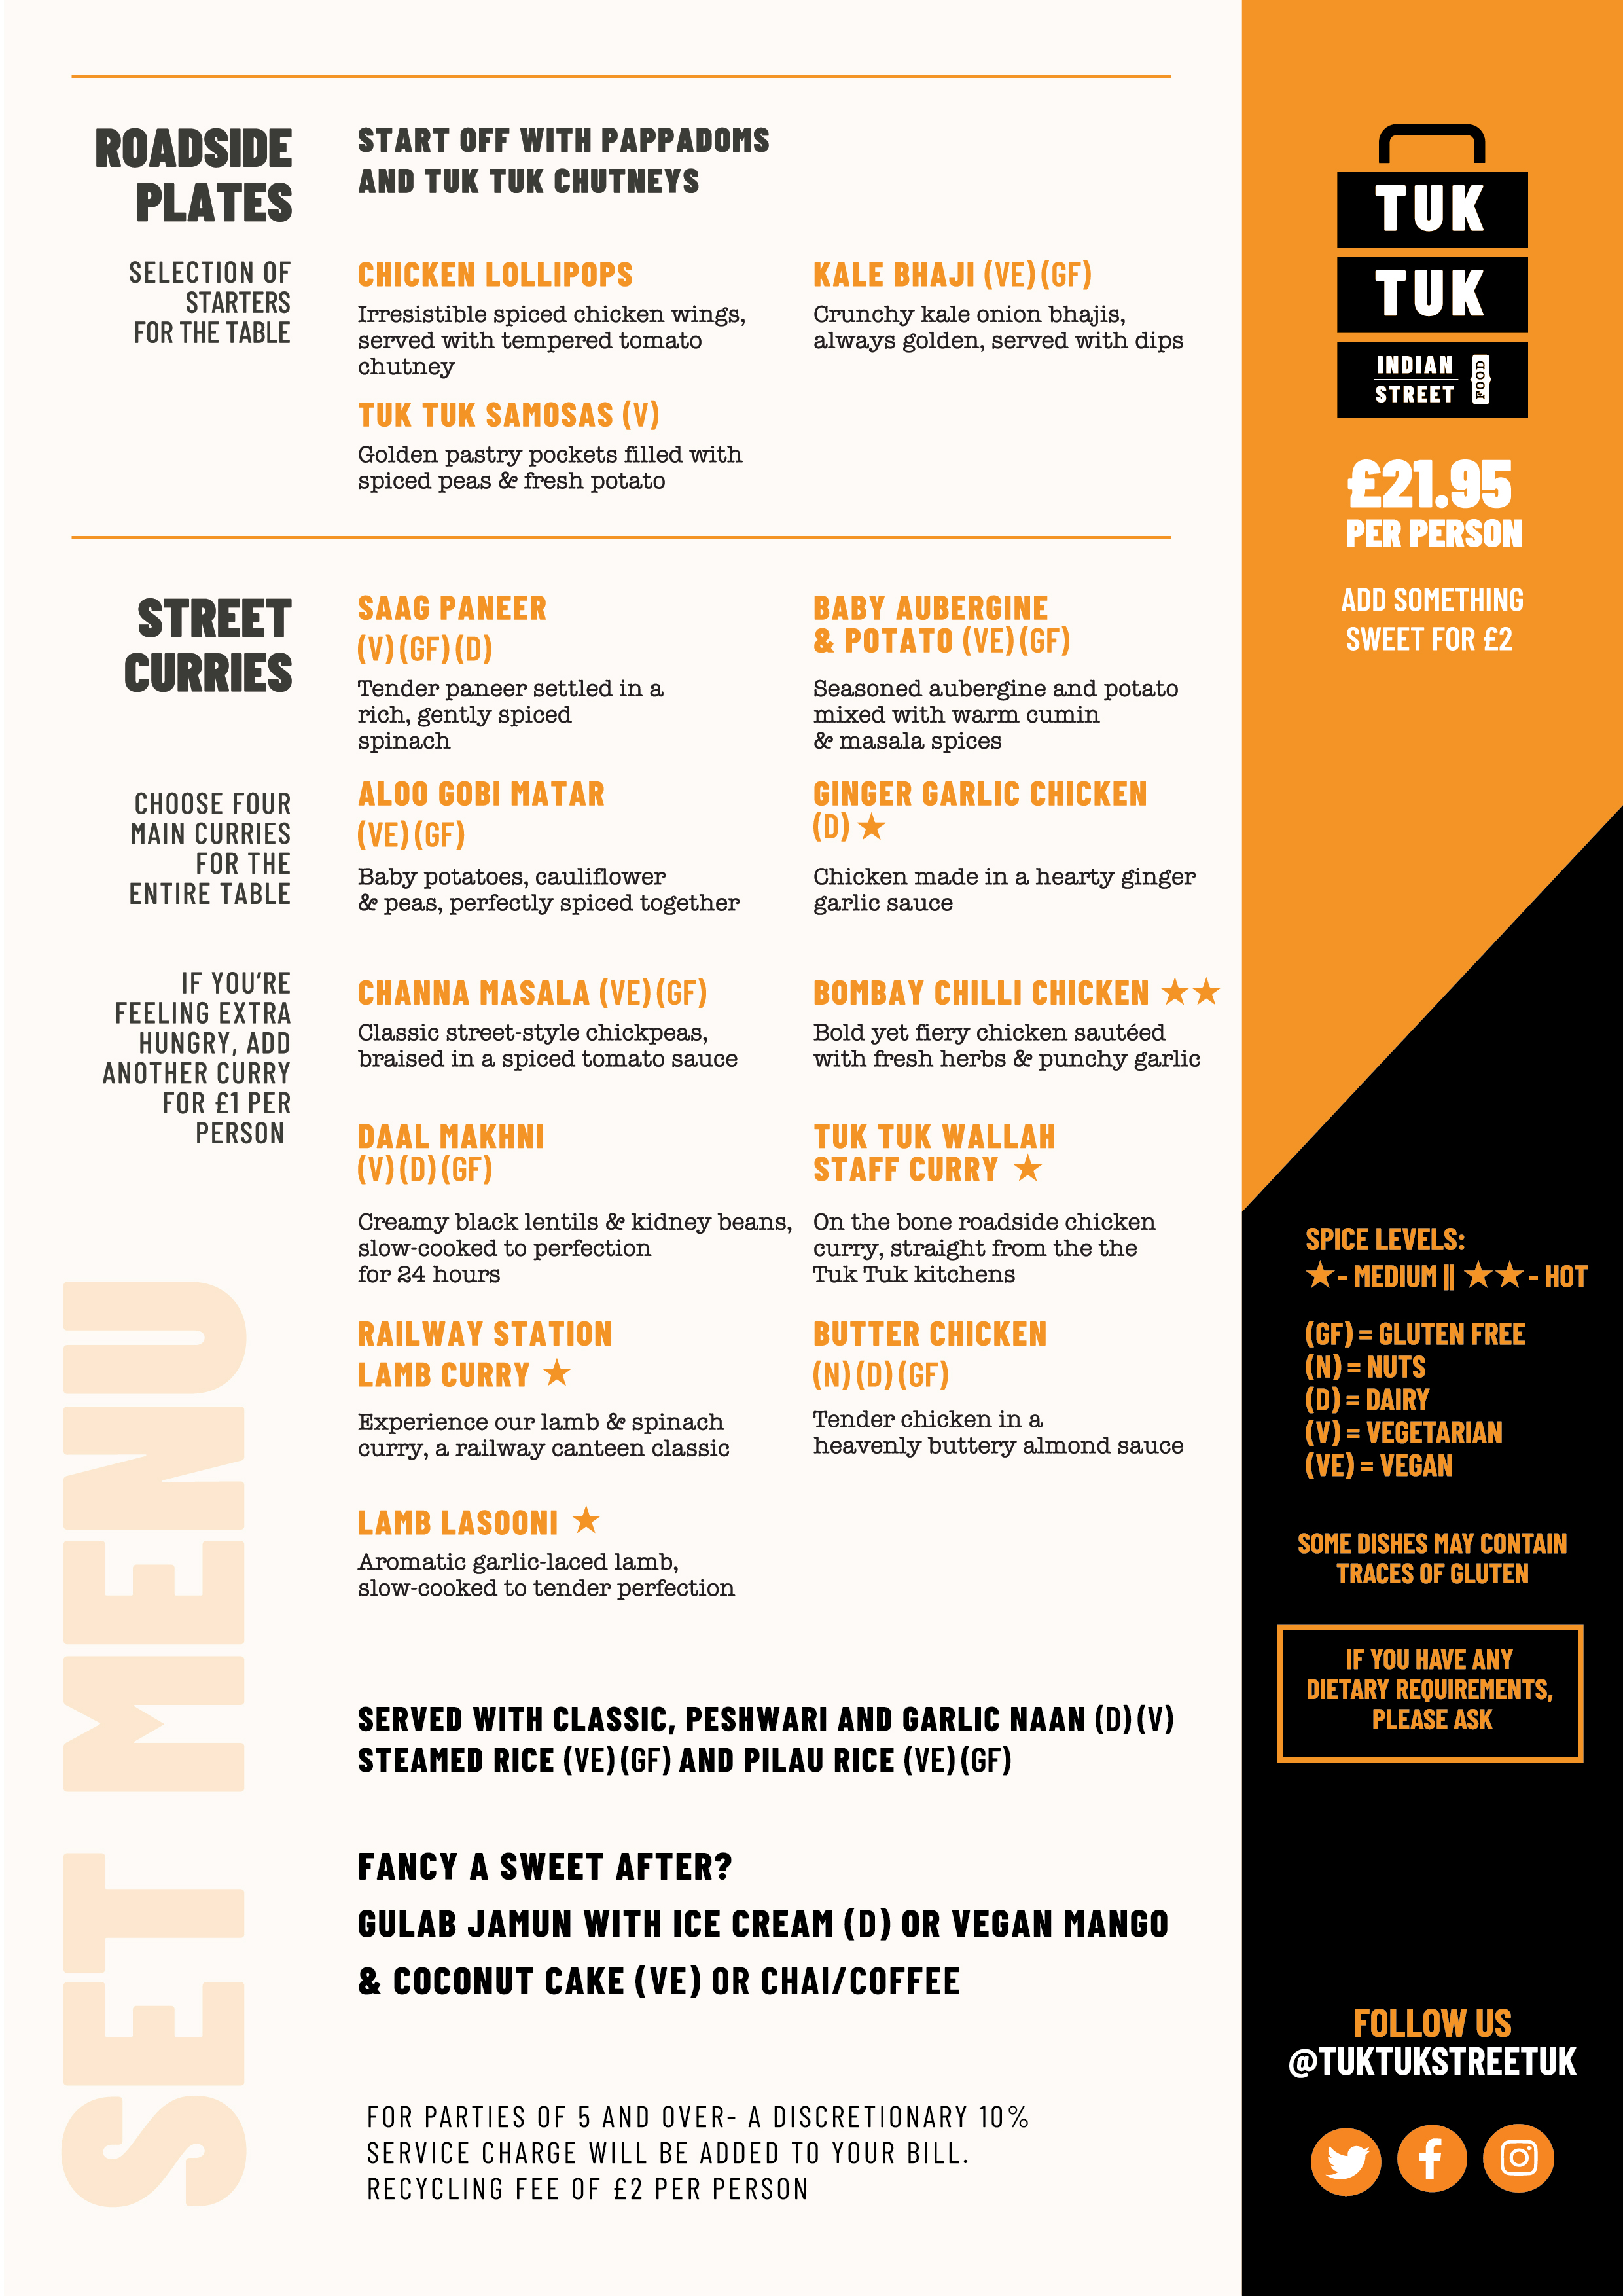 ROADSIDE
PLATES
SELECTION OF
STARTERS
FOR THE TABLE
START OFF WITH PAPPADOMS
AND TUK TUK CHUTNEYS
CHICKEN LOLLIPOPS
Irresistible spiced chicken wings,
served with tempered tomato
chutney
KALE BHAJI (VE)(GF)
Crunchy kale onion bhajis,
always golden, served with dips
TUK TUK SAMOSAS (V)
Golden pastry pockets filled with
spiced peas & fresh potato
STREET
CURRIES
CHOOSE FOUR
MAIN CURRIES
FOR THE
ENTIRE TABLE
IF YOU'RE
FEELING EXTRA
HUNGRY, ADD
ANOTHER CURRY
FOR £1 PER
PERSON
SAAG PANEER
(V)(GF)(D)
Tender paneer settled in a
rich, gently spiced
spinach
BABY AUBERGINE
& POTATO (VE)(GF)
Seasoned aubergine and potato
mixed with warm cumin
& masala spices
ALOO GOBI MATAR
(VE)(GF)
Baby potatoes, cauliflower
& peas, perfectly spiced together
GINGER GARLIC CHICKEN
(D) ★
Chicken made in a hearty ginger
garlic sauce
CHANNA MASALA (VE)(GF)
Classic street-style chickpeas,
braised in a spiced tomato sauce
BOMBAY CHILLI CHICKEN ★★
Bold yet fiery chicken sautéed
with fresh herbs & punchy garlic
DAAL MAKHNI
(V)(D)(GF)
Creamy black lentils & kidney beans,
slow-cooked to perfection
for 24 hours
TUK TUK WALLAH
STAFF CURRY ★
On the bone roadside chicken
curry, straight from the the
Tuk Tuk kitchens
RAILWAY STATION
LAMB CURRY ★
Experience our lamb & spinach
curry, a railway canteen classic
BUTTER CHICKEN
(N)(D)(GF)
Tender chicken in a
heavenly buttery almond sauce
LAMB LASOONI ★
Aromatic garlic-laced lamb,
slow-cooked to tender perfection
SERVED WITH CLASSIC, PESHWARI AND GARLIC NAAN (D)(V)
STEAMED RICE (VE)(GF) AND PILAU RICE (VE)(GF)
FANCY A SWEET AFTER?
GULAB JAMUN WITH ICE CREAM (D) OR VEGAN MANGO
& COCONUT CAKE (VE) OR CHAI/COFFEE
FOR PARTIES OF 5 AND OVER- A DISCRETIONARY 10%
SERVICE CHARGE WILL BE ADDED TO YOUR BILL.
RECYCLING FEE OF £2 PER PERSON
SET MENU
TUK
TUK
INDIAN
STREET
FOOD
£21.95
PER PERSON
ADD SOMETHING
SWEET FOR £2
SPICE LEVELS:
★- MEDIUM || ★★- HOT
(GF) = GLUTEN FREE
(N) = NUTS
(D) = DAIRY
(V) = VEGETARIAN
(VE) = VEGAN
SOME DISHES MAY CONTAIN
TRACES OF GLUTEN
IF YOU HAVE ANY
DIETARY REQUIREMENTS,
PLEASE ASK
FOLLOW US
@TUKTUKSTREETUK